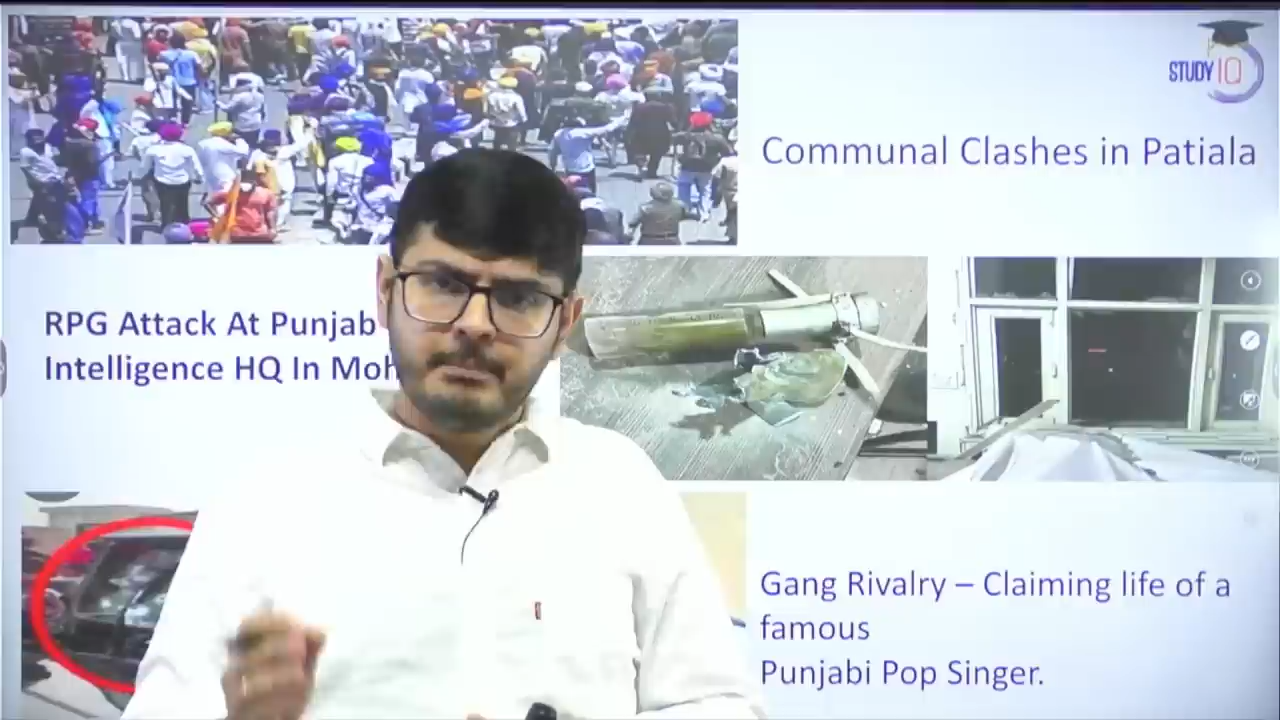 STUDY IQ
Communal Clashes in Patiala
RPG Attack At Punjab
Intelligence HQ In Moh
Gang Rivalry – Claiming life of a
famous
Punjabi Pop Singer.